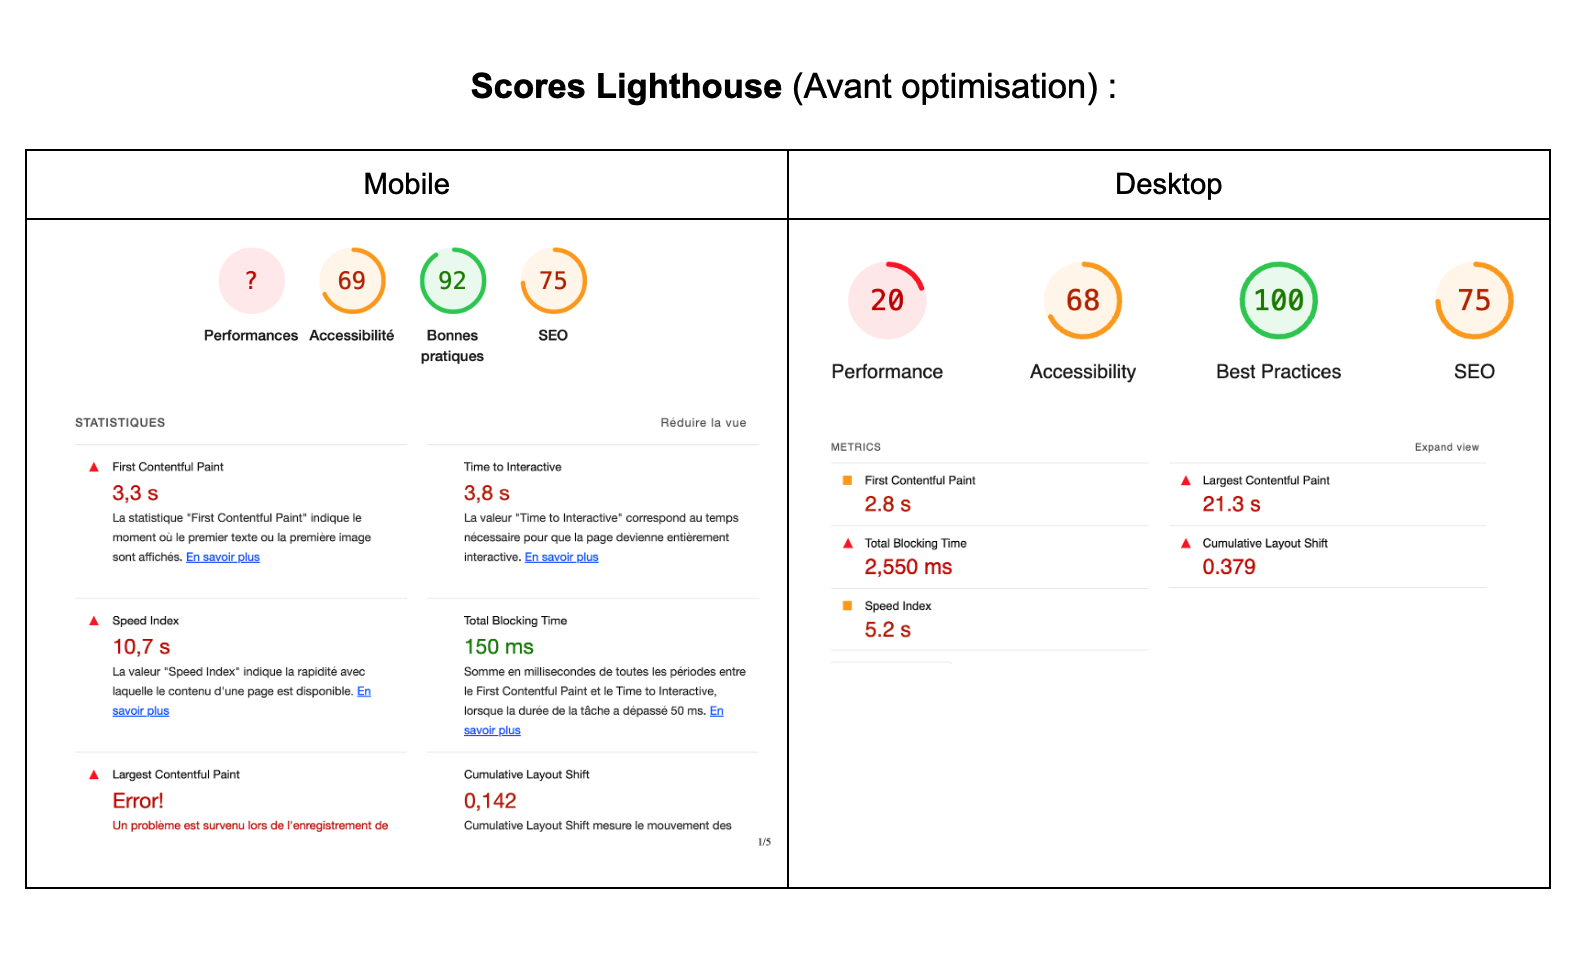 Scores Lighthouse (Avant optimisation) :
Mobile
Desktop
?
69
92
75
Performances
Accessibilité
Bonnes
pratiques
SEO
STATISTIQUES
Réduire la vue
First Contentful Paint
3,3 s
La statistique "First Contentful Paint" indique le
moment où le premier texte ou la première image
sont affichés. En savoir plus
Time to Interactive
3,8 s
La valeur "Time to Interactive" correspond au temps
nécessaire pour que la page devienne entièrement
interactive. En savoir plus
Speed Index
10,7 s
La valeur "Speed Index" indique la rapidité avec
laquelle le contenu d'une page est disponible. En
savoir plus
Total Blocking Time
150 ms
Somme en millisecondes de toutes les périodes entre
le First Contentful Paint et le Time to Interactive,
lorsque la durée de la tâche a dépassé 50 ms. En
savoir plus
Largest Contentful Paint
Error!
Un problème est survenu lors de l'enregistrement de
Cumulative Layout Shift
0,142
Cumulative Layout Shift mesure le mouvement des
1/5
20
68
100
75
Performance
Accessibility
Best Practices
SEO
METRICS
Expand view
First Contentful Paint
2.8 s
Largest Contentful Paint
21.3 s
Total Blocking Time
2,550 ms
Cumulative Layout Shift
0.379
Speed Index
5.2 s